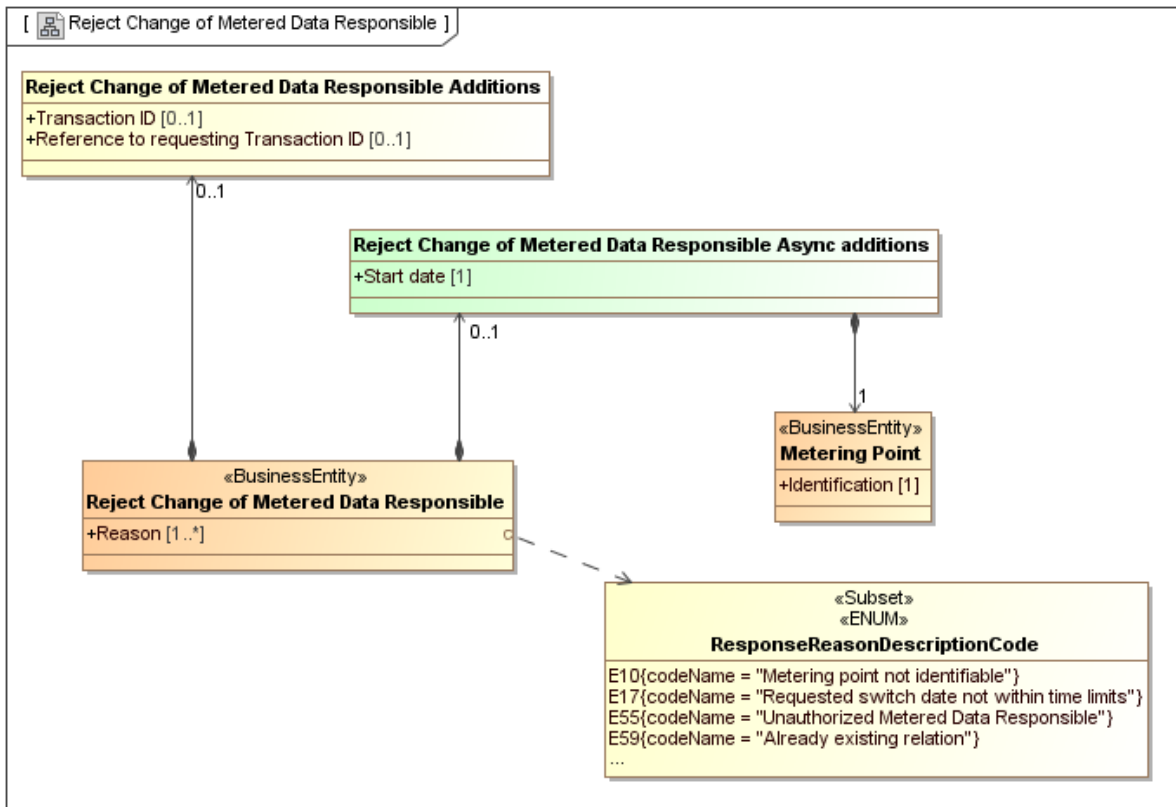 [ Reject Change of Metered Data Responsible ]
Reject Change of Metered Data Responsible Additions
+Transaction ID [0..1]
+Reference to requesting Transaction ID [0..1]
0..1
Reject Change of Metered Data Responsible Async additions
+Start date [1]
0..1
1
«BusinessEntity»
Metering Point
+Identification [1]
«BusinessEntity»
Reject Change of Metered Data Responsible
+Reason [1..*]
«Subset»
«ENUM»
ResponseReasonDescriptionCode
E10{codeName = "Metering point not identifiable"}
E17{codeName = "Requested switch date not within time limits"}
E55{codeName = "Unauthorized Metered Data Responsible"}
E59{codeName = "Already existing relation"}
...